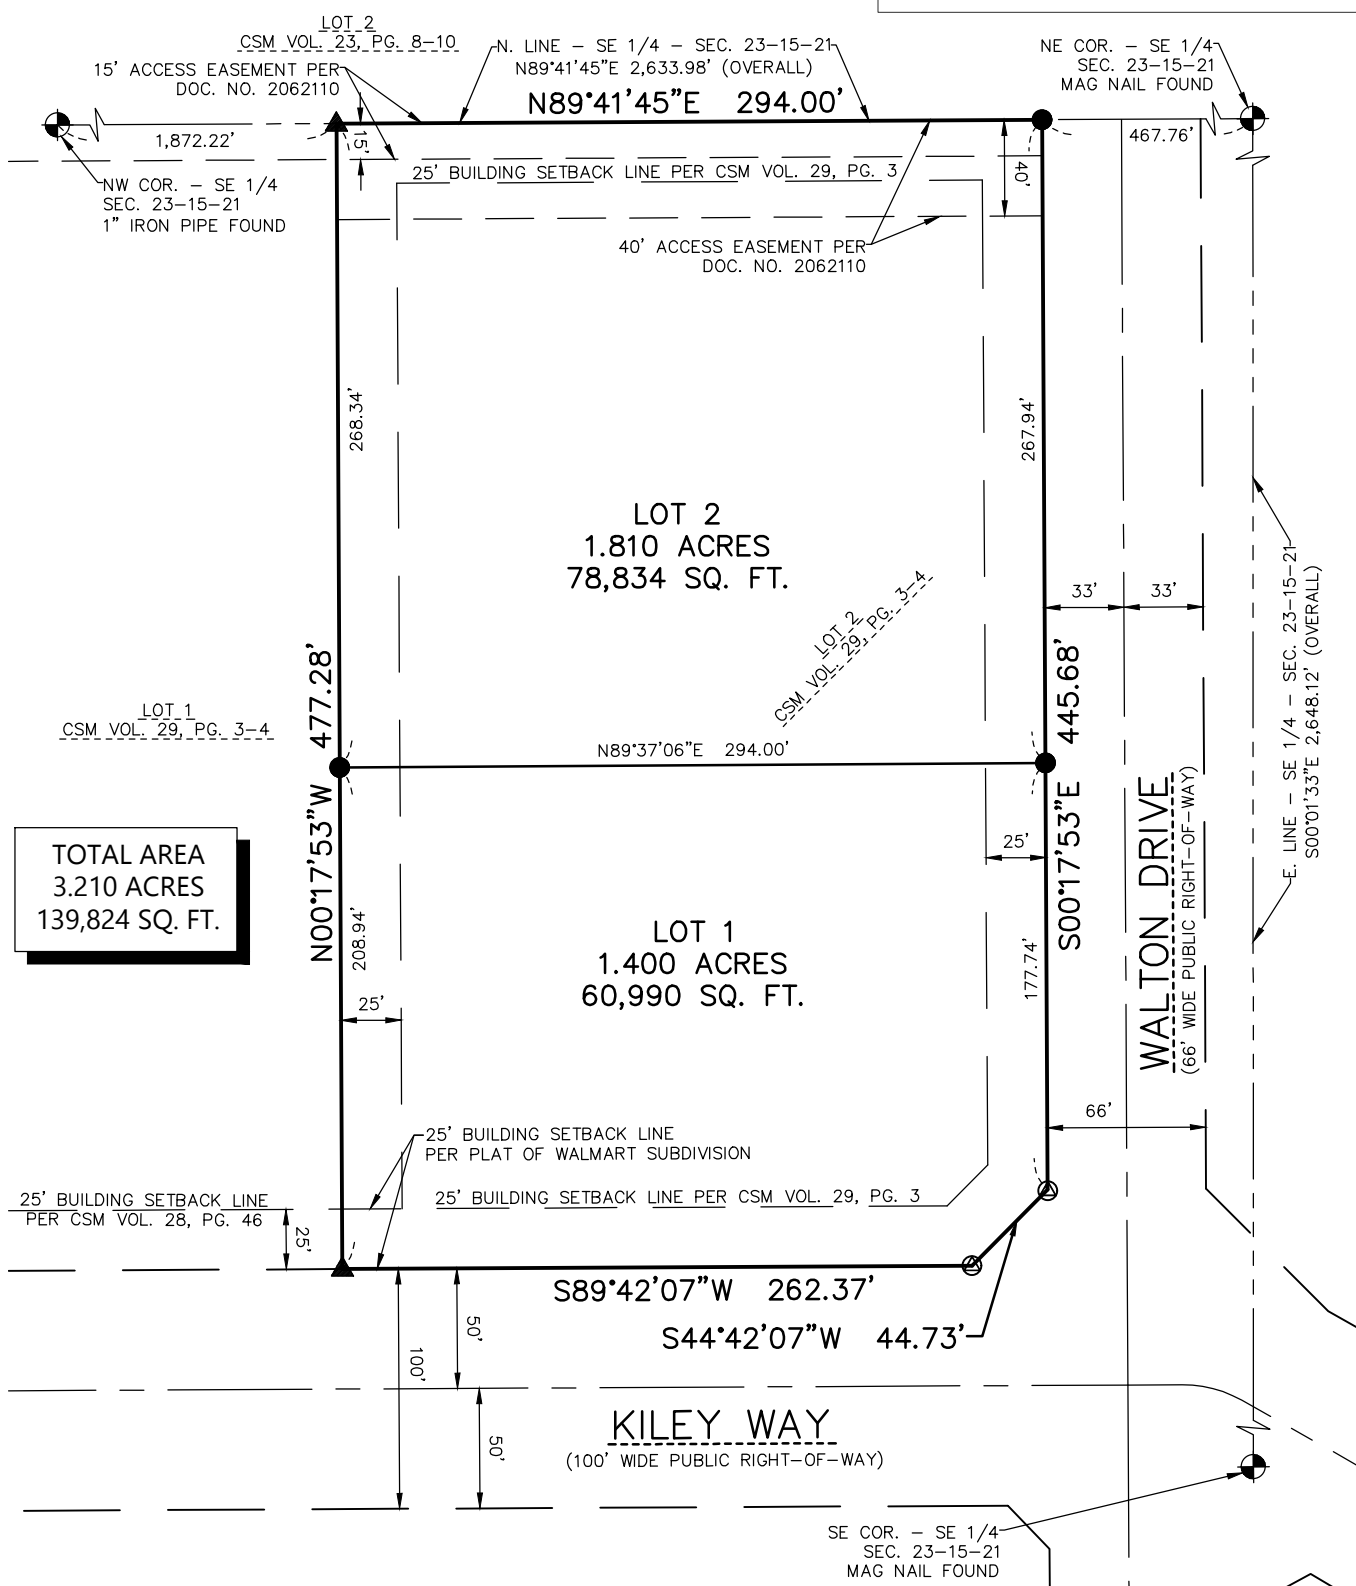 LOT 2
CSM VOL. 23, PG. 8-10
15' ACCESS EASEMENT PER
DOC. NO. 2062110
N. LINE - SE 1/4 - SEC. 23-15-21
N89°41'45"E 2,633.98' (OVERALL)
N89°41'45"E 294.00'
NE COR. - SE 1/4
SEC. 23-15-21
MAG NAIL FOUND
1,872.22'
15'
467.76'
NW COR. - SE 1/4
SEC. 23-15-21
1" IRON PIPE FOUND
25' BUILDING SETBACK LINE PER CSM VOL. 29, PG. 3
40'
40' ACCESS EASEMENT PER
DOC. NO. 2062110
268.34'
267.94'
LOT 2
1.810 ACRES
78,834 SQ. FT.
LOT 2
CSM VOL. 29, PG. 3-4
33'
33'
E. LINE - SE 1/4 - SEC. 23-15-21
S00°01'33"E 2,648.12' (OVERALL)
LOT 1
CSM VOL. 29, PG. 3-4
N00°17'53"W 477.28'
N89°37'06"E 294.00'
S00°17'53"E 445.68'
WALTON DRIVE
(66' WIDE PUBLIC RIGHT-OF-WAY)
TOTAL AREA
3.210 ACRES
139,824 SQ. FT.
25'
208.94'
LOT 1
1.400 ACRES
60,990 SQ. FT.
177.74'
25'
66'
25' BUILDING SETBACK LINE
PER PLAT OF WALMART SUBDIVISION
25' BUILDING SETBACK LINE
PER CSM VOL. 28, PG. 46
25' BUILDING SETBACK LINE PER CSM VOL. 29, PG. 3
25'
S89°42'07"W 262.37'
S44°42'07"W 44.73'
50'
100'
50'
KILEY WAY
(100' WIDE PUBLIC RIGHT-OF-WAY)
SE COR. - SE 1/4
SEC. 23-15-21
MAG NAIL FOUND